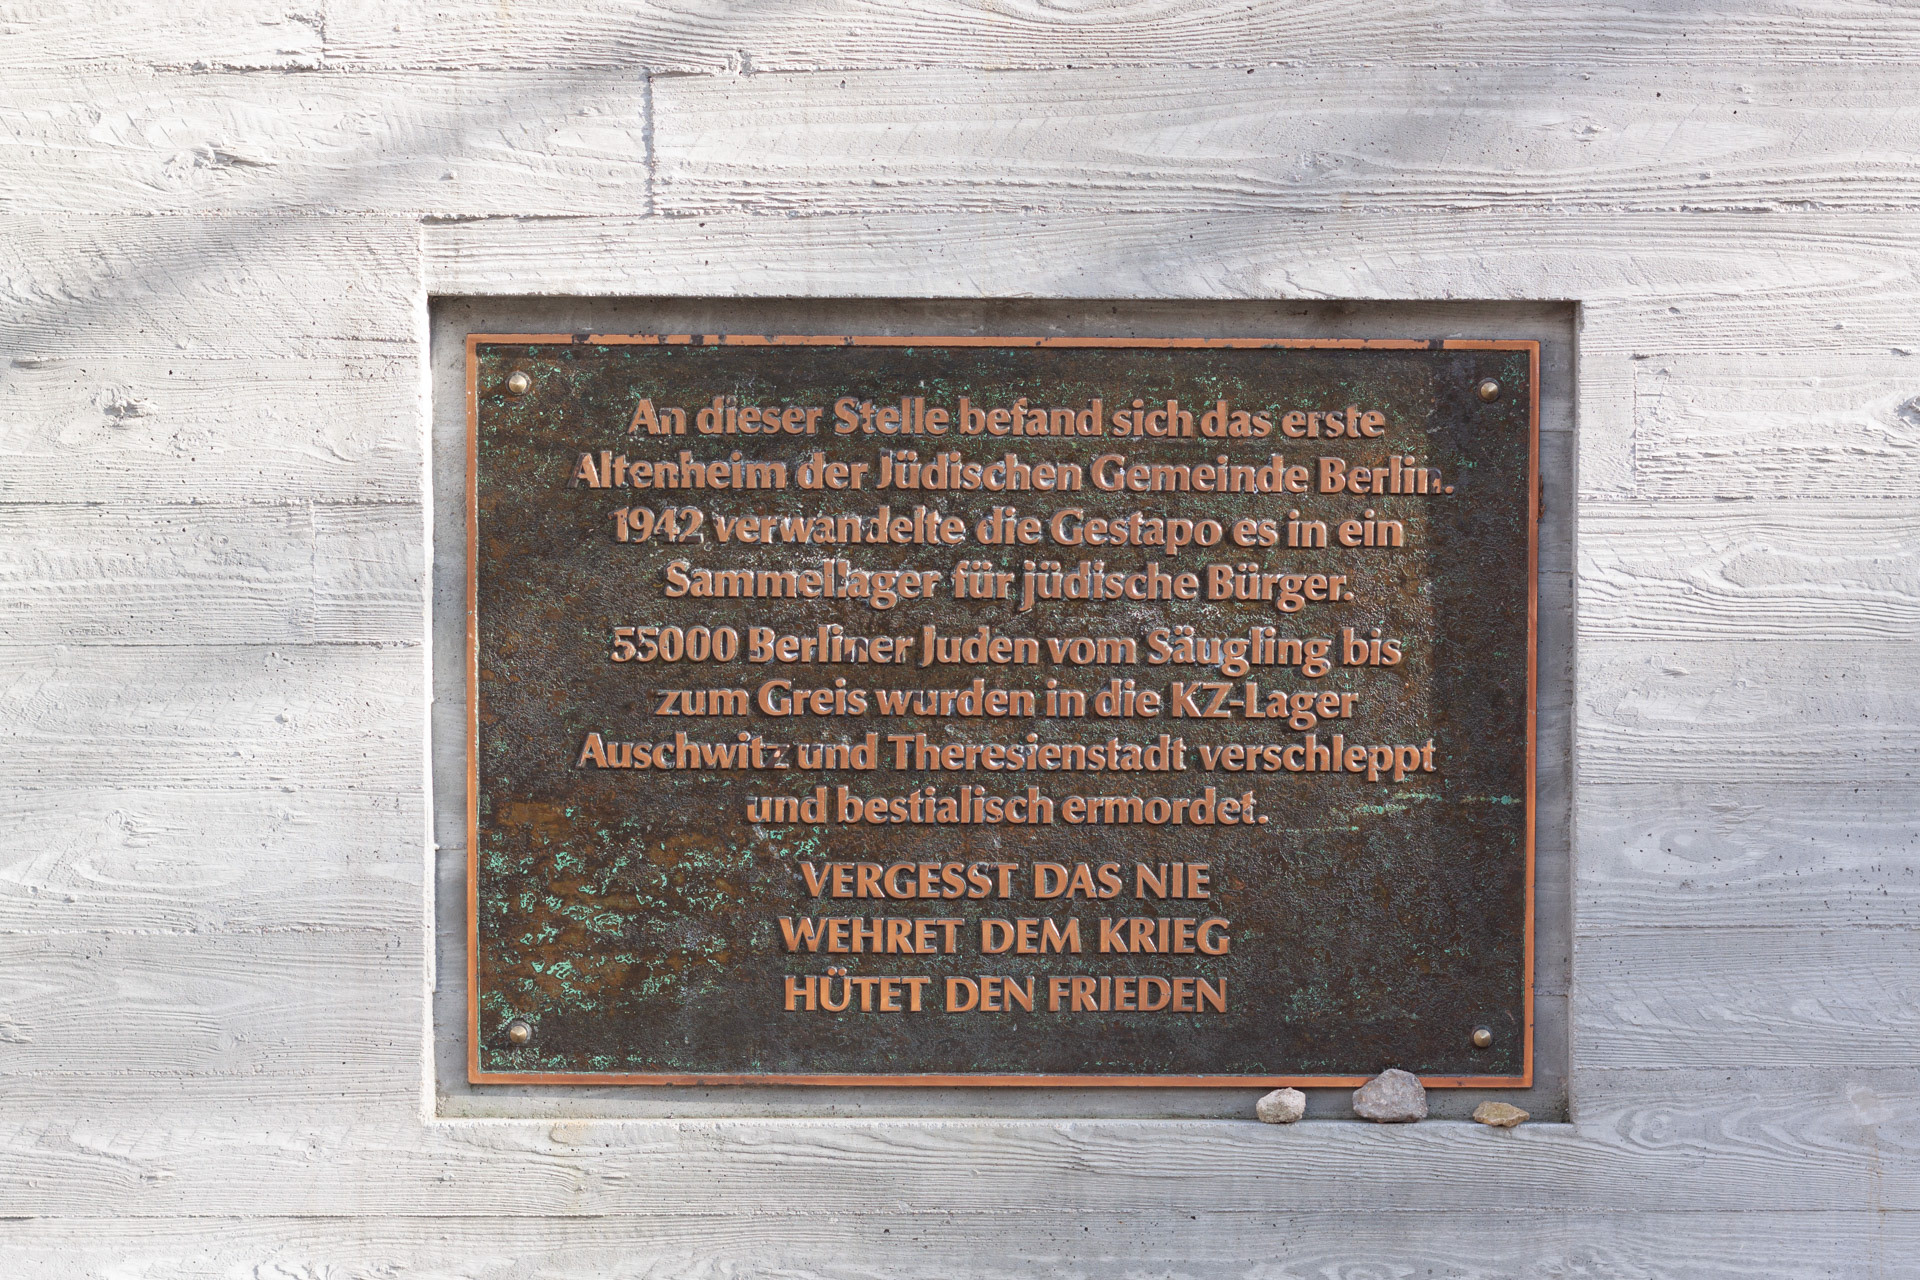 An dieser Stelle befand sich das erste
Altenheim der Jüdischen Gemeinde Berlin.
1942 verwandelte die Gestapo es in ein
Sammellager für jüdische Bürger.
55000 Berliner Juden vom Säugling bis
zum Greis wurden in die KZ-Lager
Auschwitz und Theresienstadt verschleppt
und bestialisch ermordet.
VERGESST DAS NIE
WEHRET DEM KRIEG
HÜTET DEN FRIEDEN